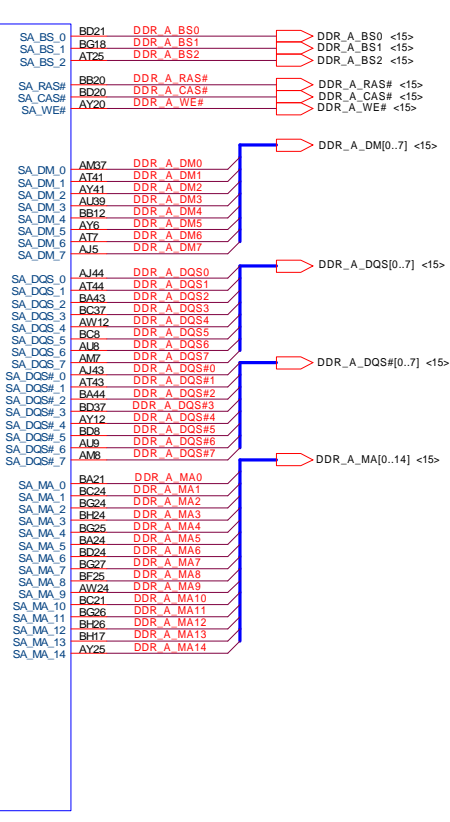 SA_BS_0 BD21 DDR_A_BS0 DDR_A_BS0 <15>
SA_BS_1 BG18 DDR_A_BS1 DDR_A_BS1 <15>
SA_BS_2 AT25 DDR_A_BS2 DDR_A_BS2 <15>
SA_RAS# BB20 DDR_A_RAS# DDR_A_RAS# <15>
SA_CAS# BD20 DDR_A_CAS# DDR_A_CAS# <15>
SA_WE# AY20 DDR_A_WE# DDR_A_WE# <15>
DDR_A_DM[0..7] <15>
SA_DM_0 AM37 DDR_A_DM0
SA_DM_1 AT41 DDR_A_DM1
SA_DM_2 AY41 DDR_A_DM2
SA_DM_3 AU39 DDR_A_DM3
SA_DM_4 BB12 DDR_A_DM4
SA_DM_5 AY6 DDR_A_DM5
SA_DM_6 AT7 DDR_A_DM6
SA_DM_7 AJ5 DDR_A_DM7
DDR_A_DQS[0..7] <15>
SA_DQS_0 AJ44 DDR_A_DQS0
SA_DQS_1 AT44 DDR_A_DQS1
SA_DQS_2 BA43 DDR_A_DQS2
SA_DQS_3 BC37 DDR_A_DQS3
SA_DQS_4 AW12 DDR_A_DQS4
SA_DQS_5 BC8 DDR_A_DQS5
SA_DQS_6 AU8 DDR_A_DQS6
SA_DQS_7 AM7 DDR_A_DQS7
DDR_A_DQS#[0..7] <15>
SA_DQS#_0 AJ43 DDR_A_DQS#0
SA_DQS#_1 AT43 DDR_A_DQS#1
SA_DQS#_2 BA44 DDR_A_DQS#2
SA_DQS#_3 BD37 DDR_A_DQS#3
SA_DQS#_4 AY12 DDR_A_DQS#4
SA_DQS#_5 BD8 DDR_A_DQS#5
SA_DQS#_6 AU9 DDR_A_DQS#6
SA_DQS#_7 AM8 DDR_A_DQS#7
DDR_A_MA[0..14] <15>
SA_MA_0 BA21 DDR_A_MA0
SA_MA_1 BC24 DDR_A_MA1
SA_MA_2 BG24 DDR_A_MA2
SA_MA_3 BH24 DDR_A_MA3
SA_MA_4 BG25 DDR_A_MA4
SA_MA_5 BA24 DDR_A_MA5
SA_MA_6 BD24 DDR_A_MA6
SA_MA_7 BG27 DDR_A_MA7
SA_MA_8 BF25 DDR_A_MA8
SA_MA_9 AW24 DDR_A_MA9
SA_MA_10 BC21 DDR_A_MA10
SA_MA_11 BG26 DDR_A_MA11
SA_MA_12 BH26 DDR_A_MA12
SA_MA_13 BH17 DDR_A_MA13
SA_MA_14 AY25 DDR_A_MA14